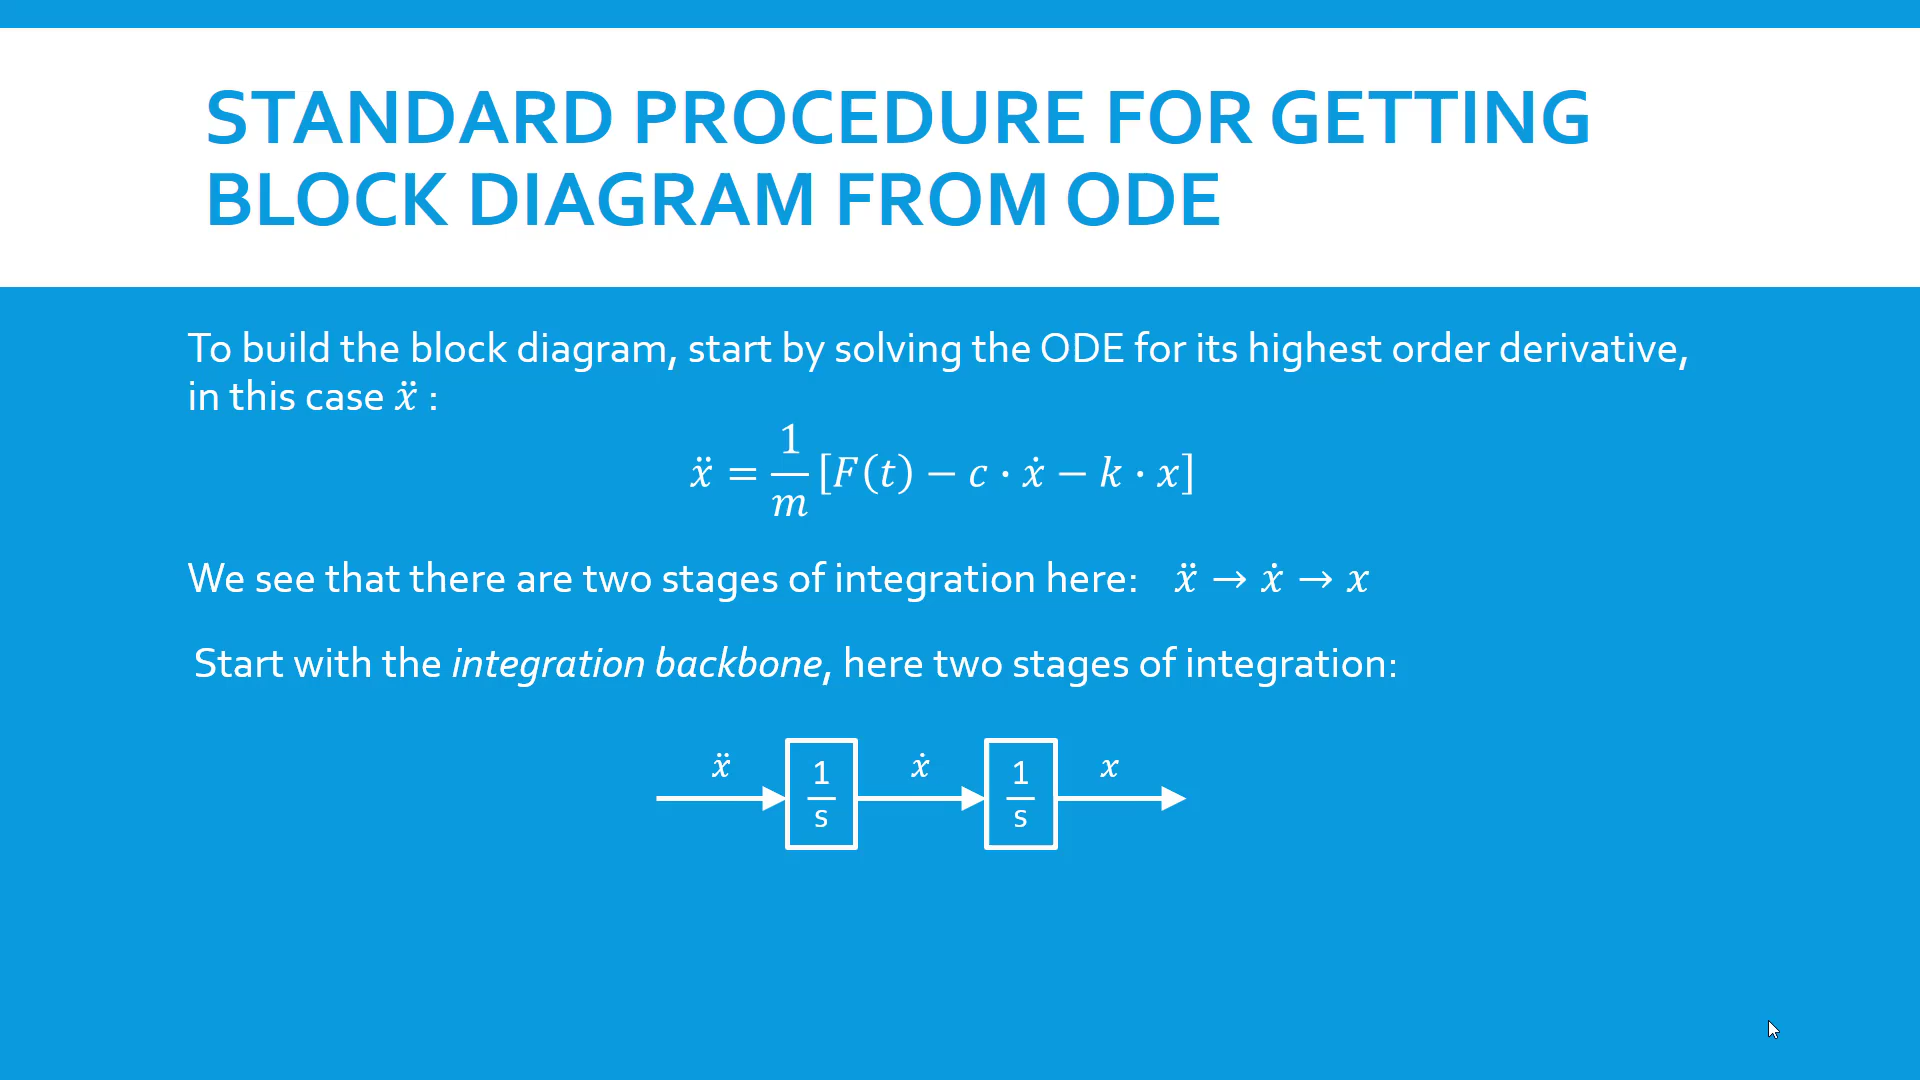 STANDARD PROCEDURE FOR GETTING
BLOCK DIAGRAM FROM ODE
To build the block diagram, start by solving the ODE for its highest order derivative,
in this case ẍ :
ẍ = 1/m [F(t) − c · ẋ − k · x]
We see that there are two stages of integration here: ẍ → ẋ → x
Start with the integration backbone, here two stages of integration:
ẍ 1/s ẋ 1/s x